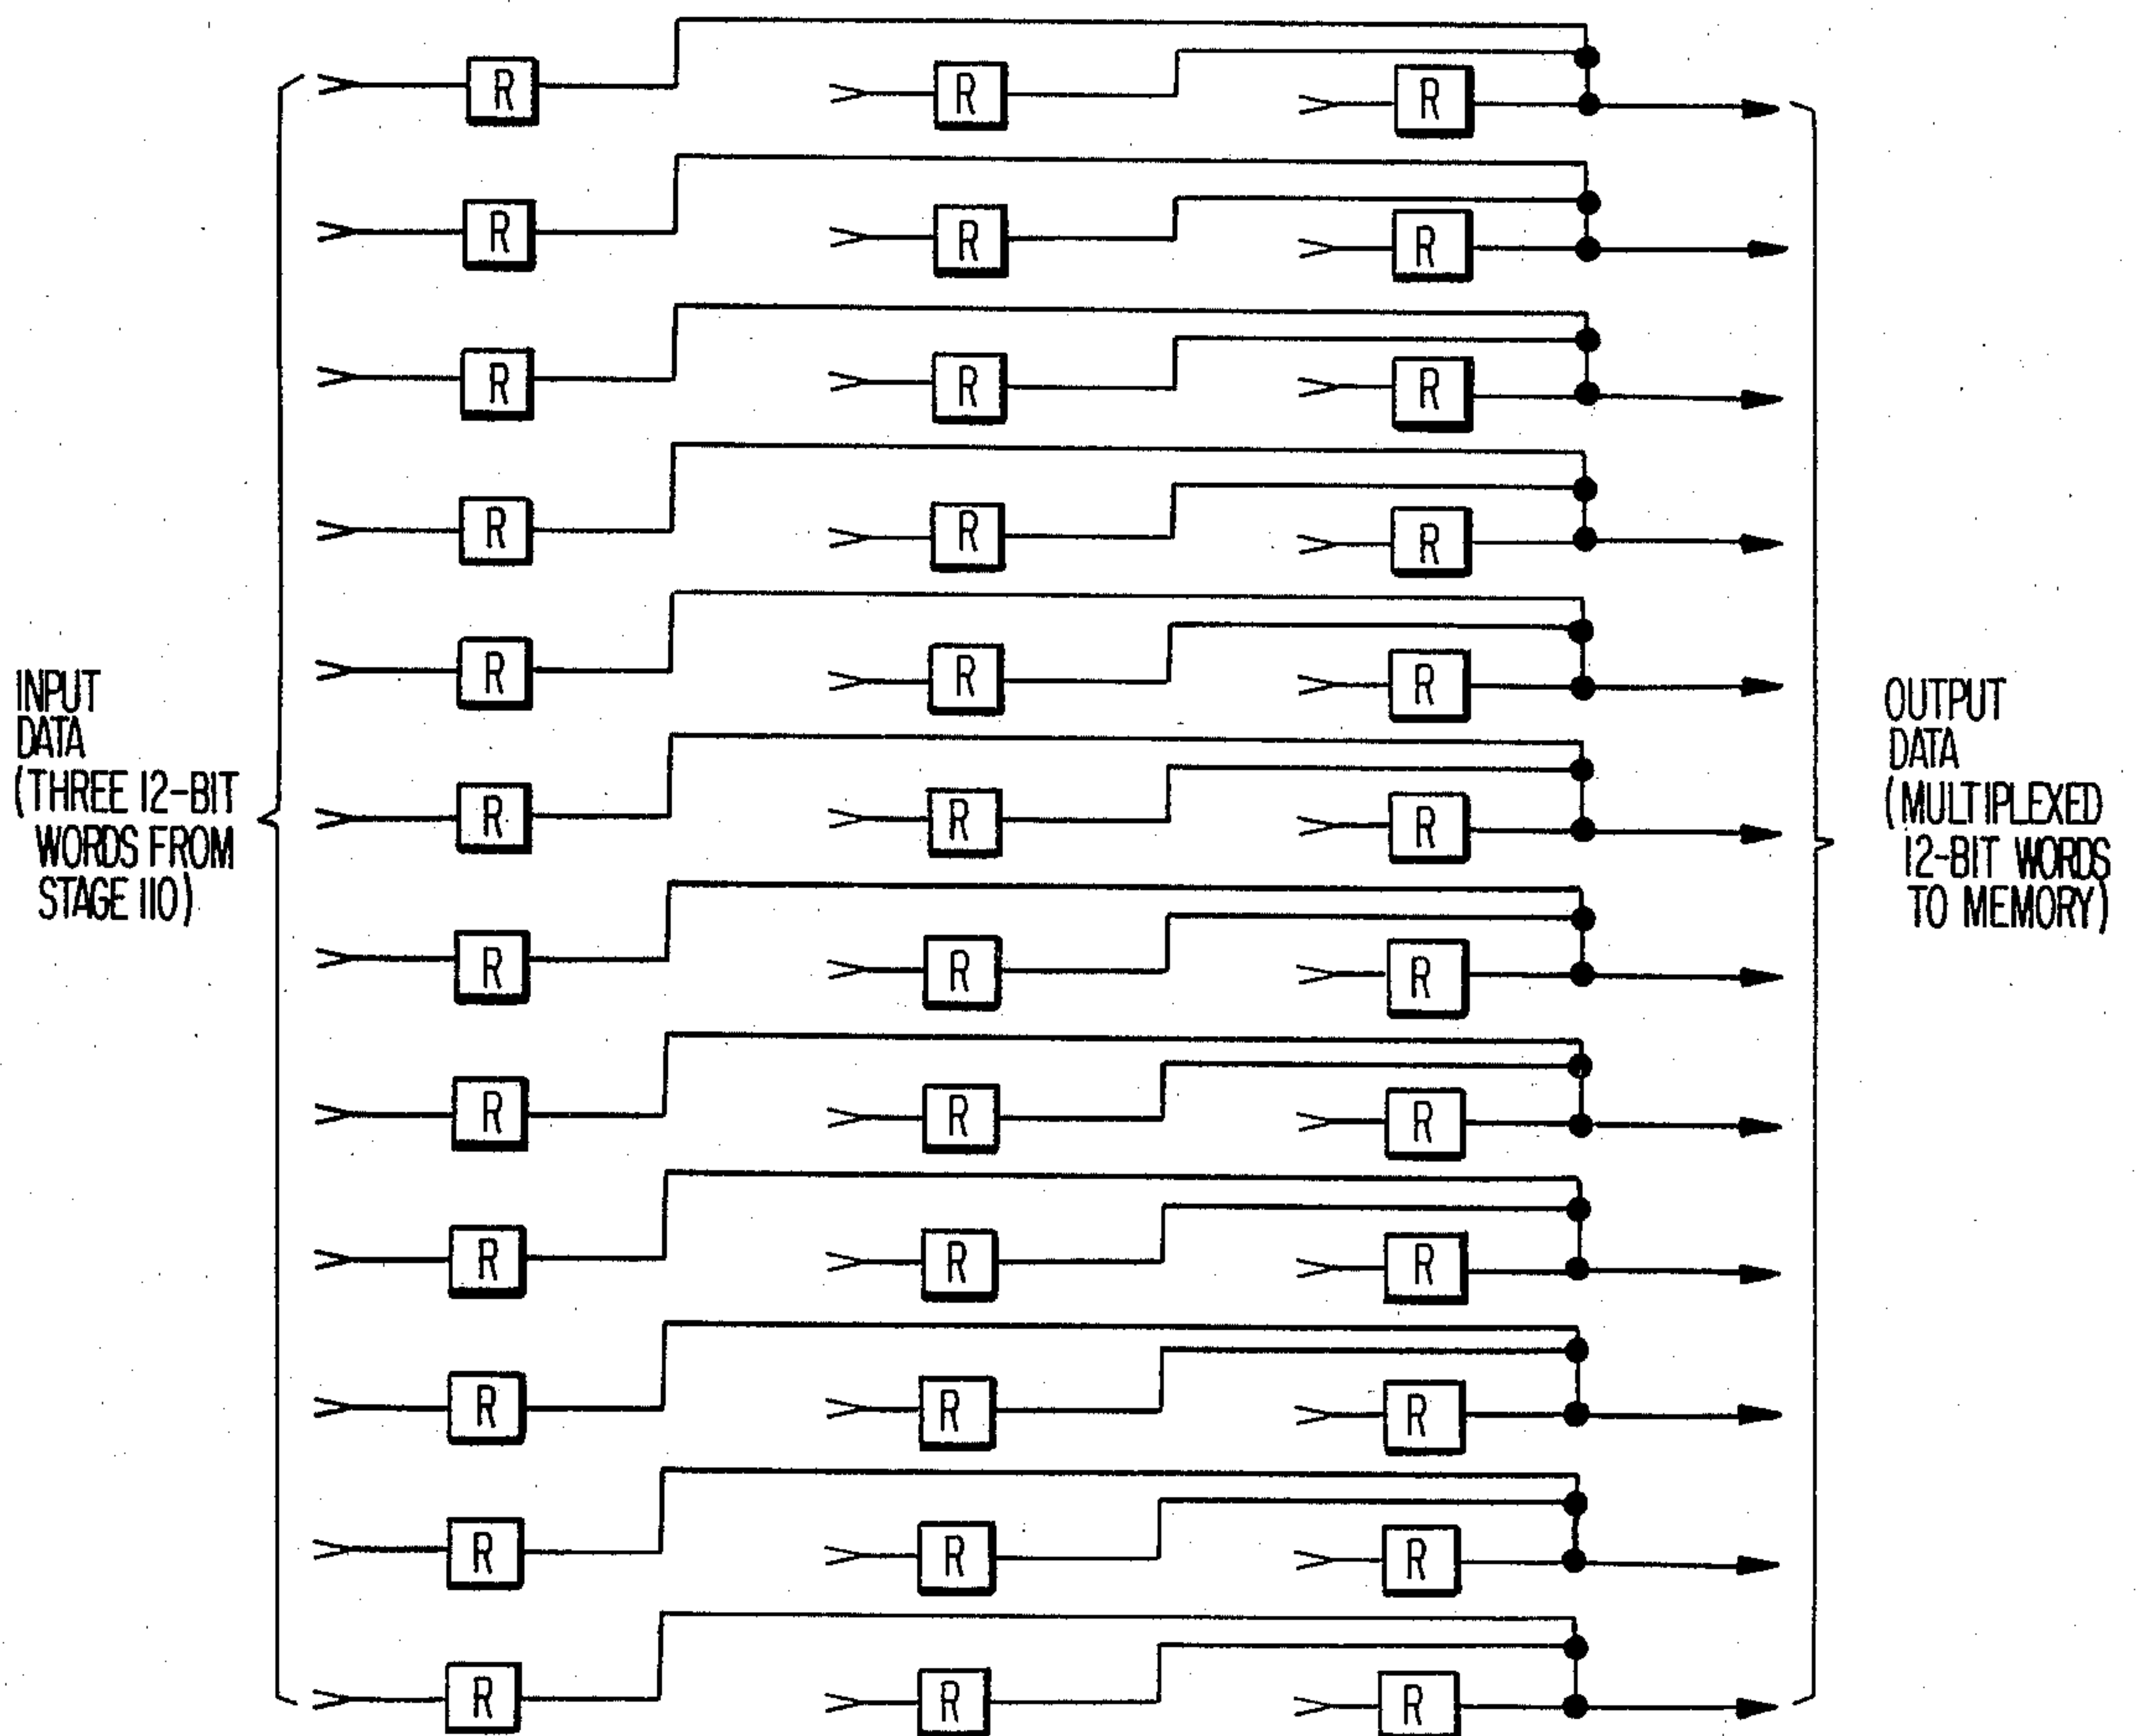 R R R
R R R
R R R
R R R
R R R
INPUT
DATA
(THREE 12-BIT
WORDS FROM
STAGE 110)
R R R
R R R
R R R
R R R
R R R
R R R
R R R
OUTPUT
DATA
(MULTIPLEXED
12-BIT WORDS
TO MEMORY)